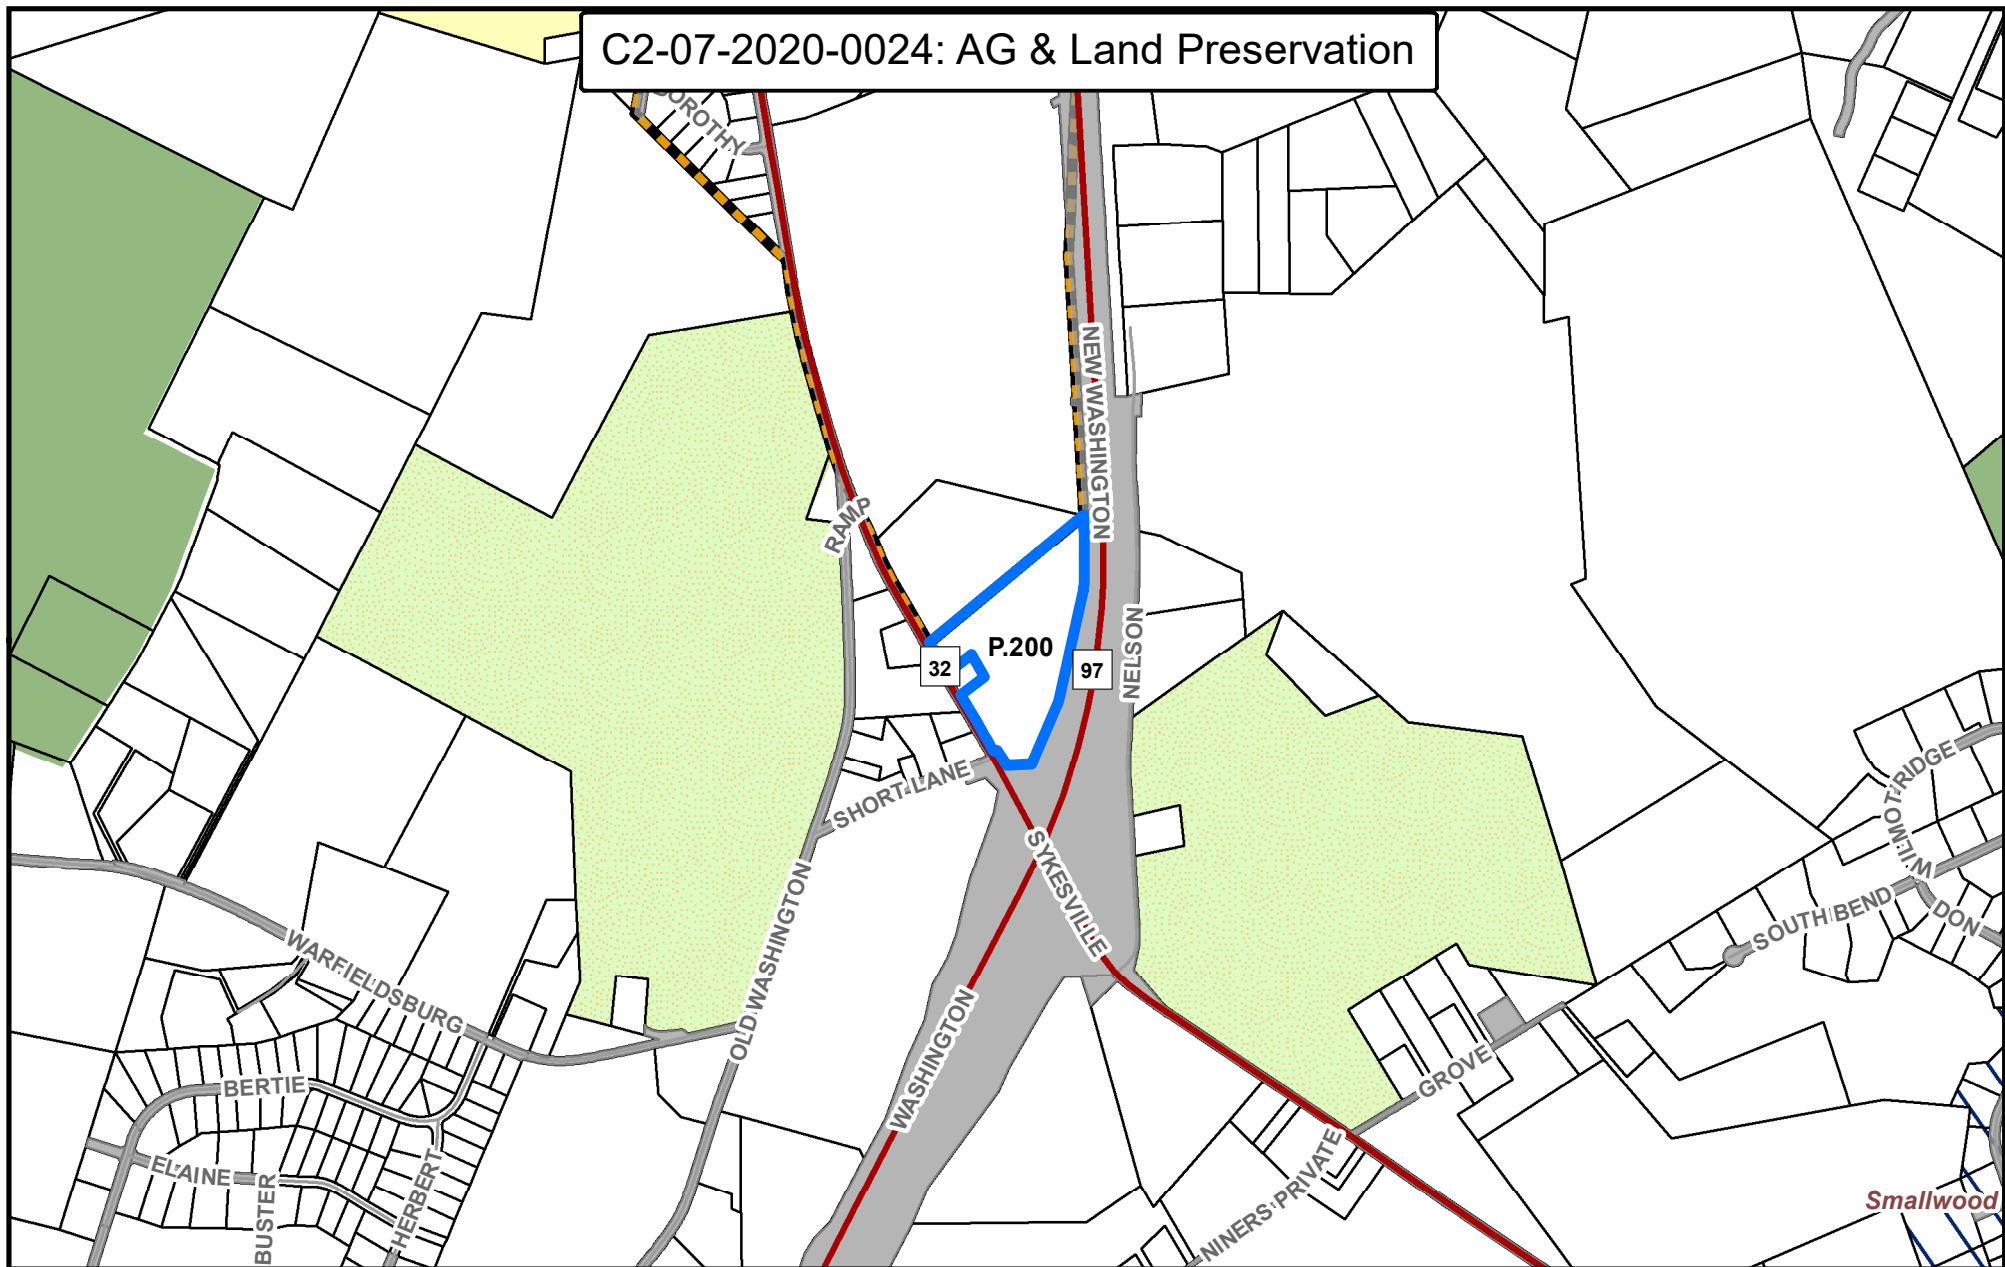 C2-07-2020-0024: AG & Land Preservation
DOROTHY
NEW WASHINGTON
RAMP
P.200
32
97
NELSON
SHORT LANE
SYKESVILLE
WILMOT RIDGE
OLD WASHINGTON
SOUTH BEND
DON
WARFIELDSBURG
WASHINGTON
GROVE
BERTIE
ELAINE
BUSTER
HERBERT
NINERS PRIVATE
Smallwood